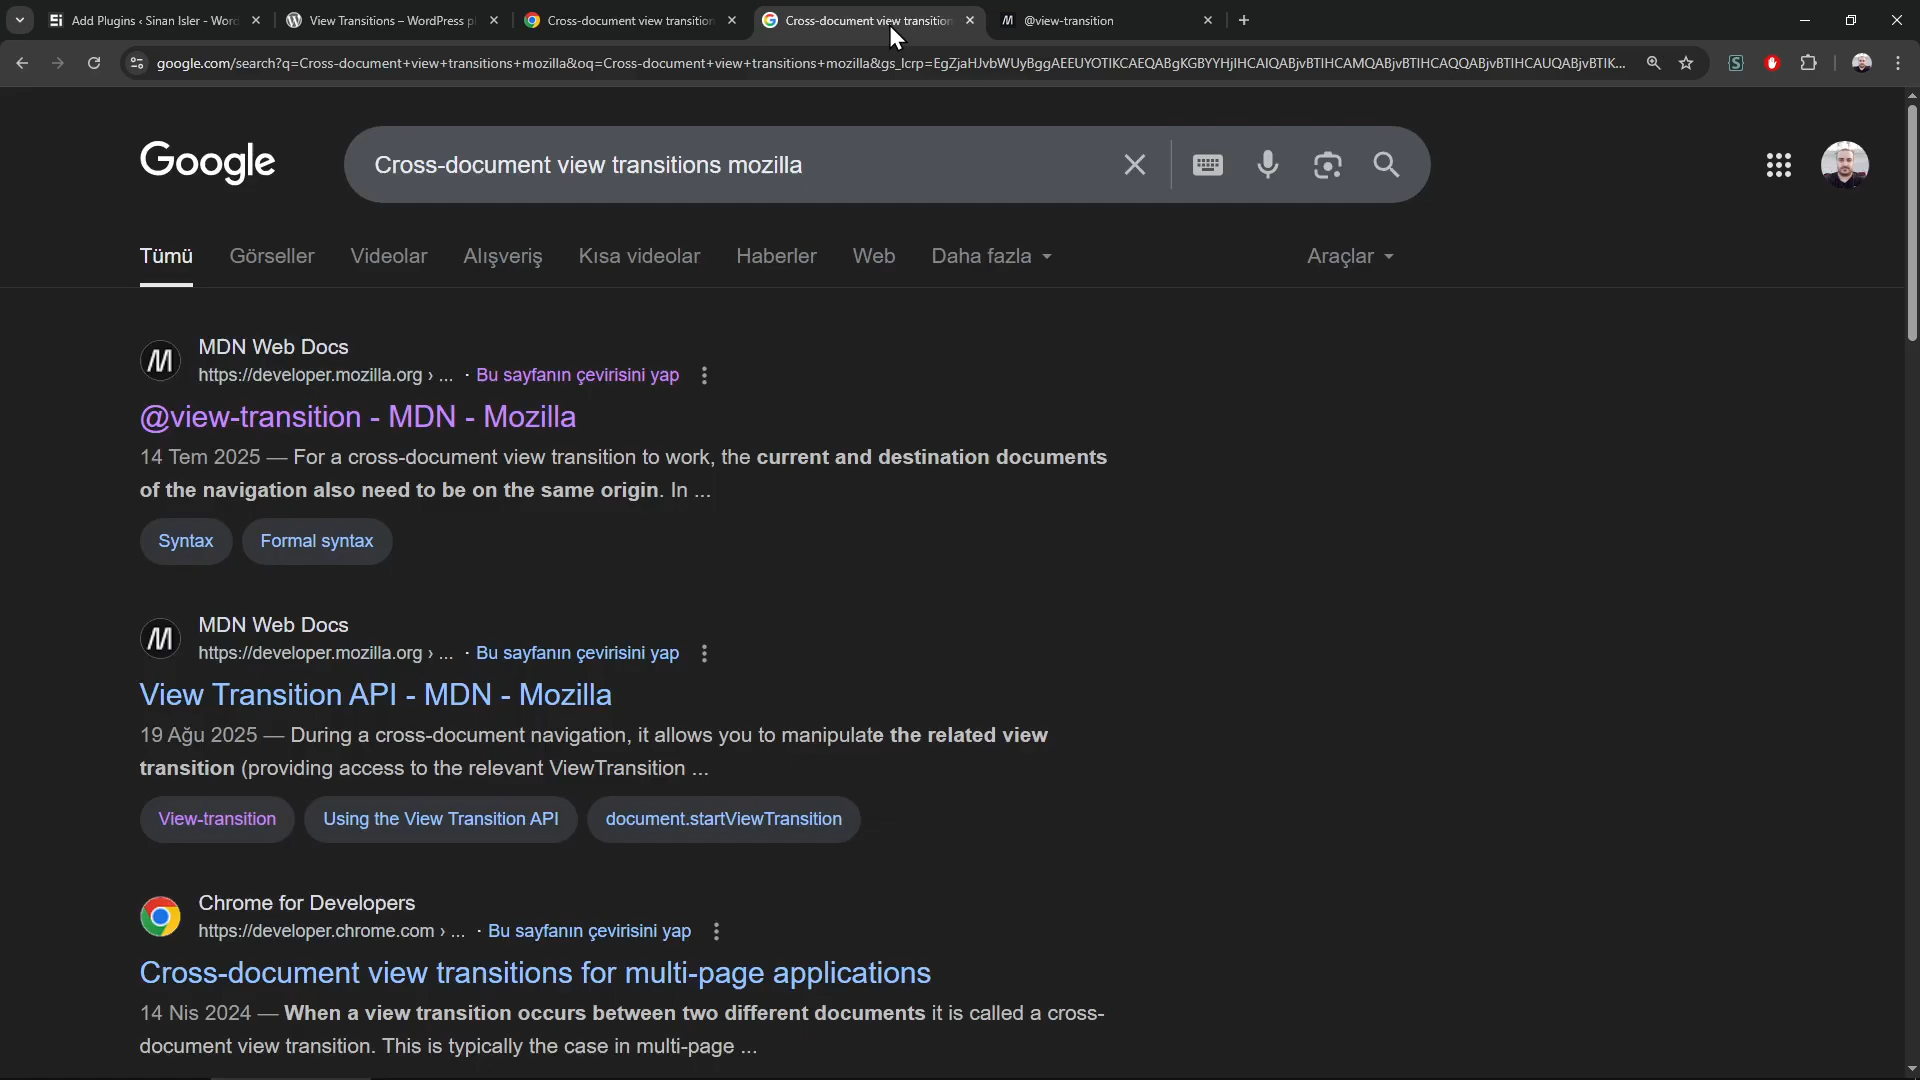 Add Plugins ‹ Sinan Isler - Wor
View Transitions – WordPress p
Cross-document view transition
Cross-document view transition
@view-transition
google.com/search?q=Cross-document+view+transitions+mozilla&oq=Cross-document+view+transitions+mozilla&gs_lcrp=EgZjaHJvbWUyBggAEEUYOTIKCAEQABgKGBYYHjIHCAIQABjvBTIHCAMQABjvBTIHCAQQABjvBTIHCAUQABjvBTIK...
Google
Cross-document view transitions mozilla
Tümü
Görseller
Videolar
Alışveriş
Kısa videolar
Haberler
Web
Daha fazla
Araçlar
MDN Web Docs
https://developer.mozilla.org › ... · Bu sayfanın çevirisini yap
@view-transition - MDN - Mozilla
14 Tem 2025 — For a cross-document view transition to work, the current and destination documents
of the navigation also need to be on the same origin. In ...
Syntax
Formal syntax
MDN Web Docs
https://developer.mozilla.org › ... · Bu sayfanın çevirisini yap
View Transition API - MDN - Mozilla
19 Ağu 2025 — During a cross-document navigation, it allows you to manipulate the related view
transition (providing access to the relevant ViewTransition ...
View-transition
Using the View Transition API
document.startViewTransition
Chrome for Developers
https://developer.chrome.com › ... · Bu sayfanın çevirisini yap
Cross-document view transitions for multi-page applications
14 Nis 2024 — When a view transition occurs between two different documents it is called a cross-
document view transition. This is typically the case in multi-page ...